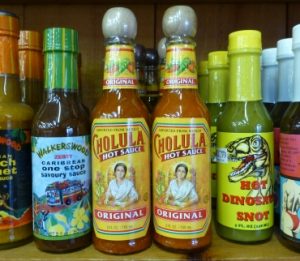 WALKERSWOOD
ZESTY
CARIBBEAN
one stop
savoury sauce
ORIGINAL
CHOLULA
HOT SAUCE
ORIGINAL
ORIGINAL
CHOLULA
HOT SAUCE
ORIGINAL
HOT
DINOSAUR
SNOT